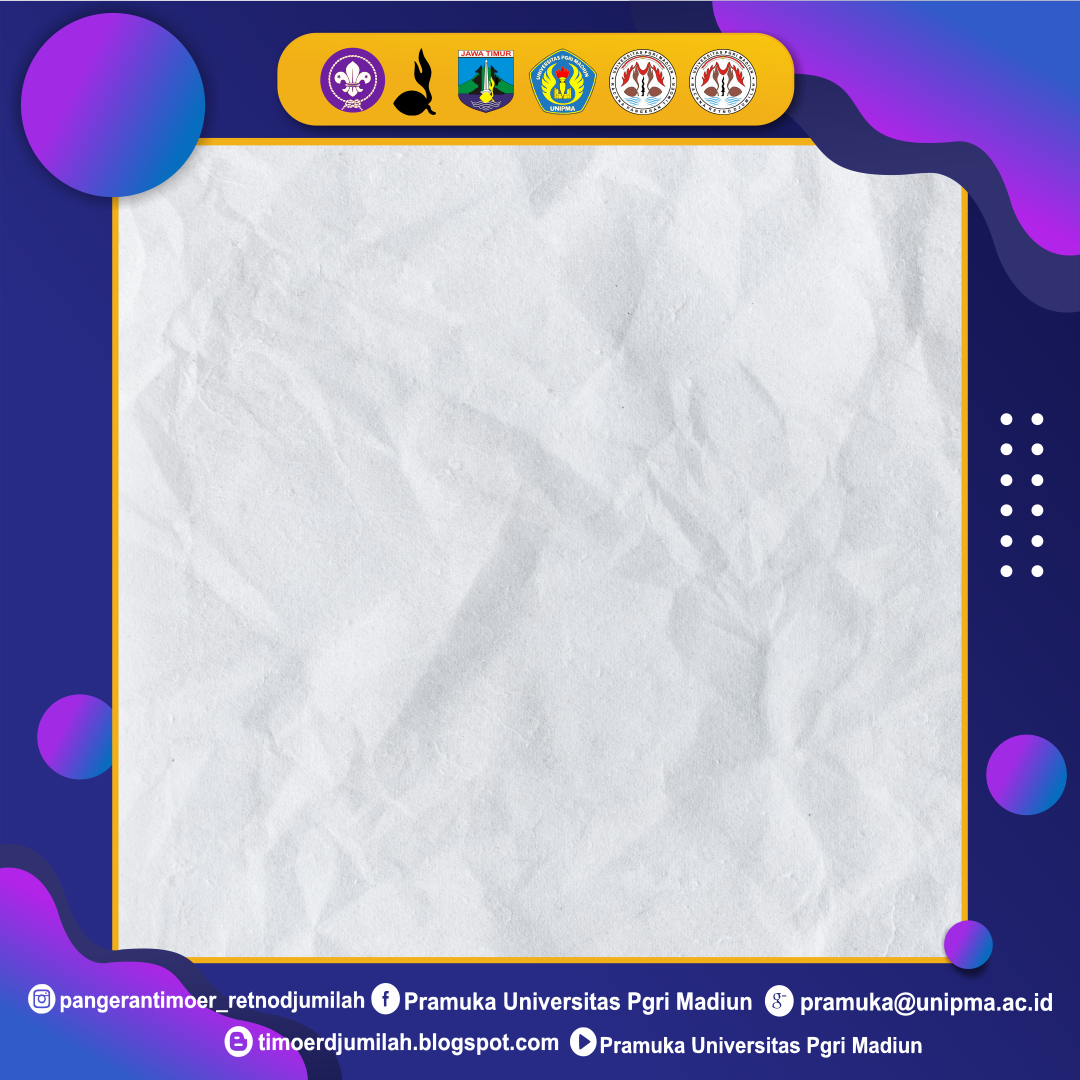 JAWA TIMUR
UNIVERSITAS PGRI MADIUN
UNIPMA
pangerantimoer_retnodjumilah
Pramuka Universitas Pgri Madiun
pramuka@unipma.ac.id
timoerdjumilah.blogspot.com
Pramuka Universitas Pgri Madiun